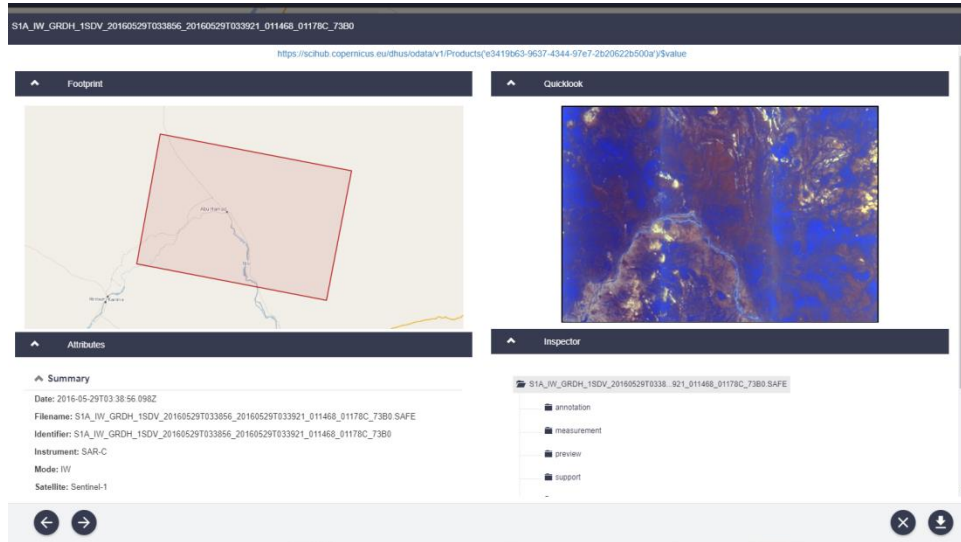 S1A_IW_GRDH_1SDV_20160529T033856_20160529T033921_011468_01178C_73B0
https://scihub.copernicus.eu/dhus/odata/v1/Products('e3419b63-9637-4344-97e7-2b20622b500a')/$value
Footprint
Quicklook
Attributes
Inspector
Summary
Date: 2016-05-29T03:38:56.098Z
Filename: S1A_IW_GRDH_1SDV_20160529T033856_20160529T033921_011468_01178C_73B0.SAFE
Identifier: S1A_IW_GRDH_1SDV_20160529T033856_20160529T033921_011468_01178C_73B0
Instrument: SAR-C
Mode: IW
Satellite: Sentinel-1
S1A_IW_GRDH_1SDV_20160529T0338...921_011468_01178C_73B0.SAFE
annotation
measurement
preview
support